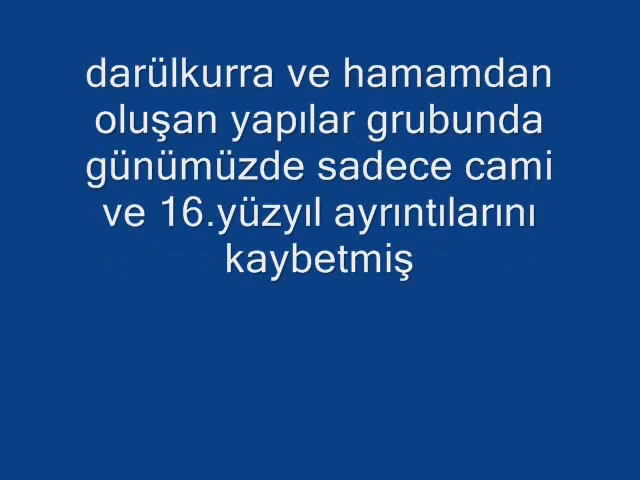 darülkurra ve hamamdan
oluşan yapılar grubunda
günümüzde sadece cami
ve 16.yüzyıl ayrıntılarını
kaybetmiş